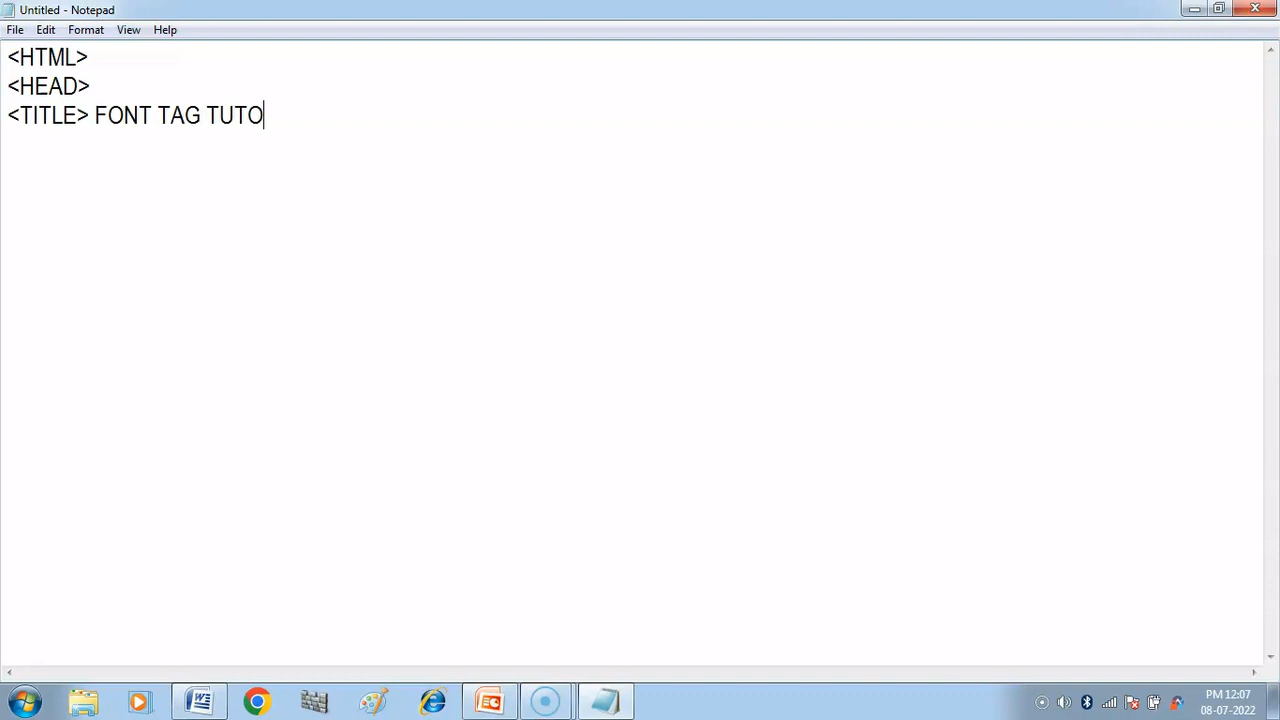 Untitled - Notepad
File Edit Format View Help
<HTML>
<HEAD>
<TITLE> FONT TAG TUTO
PM 12:07
08-07-2022